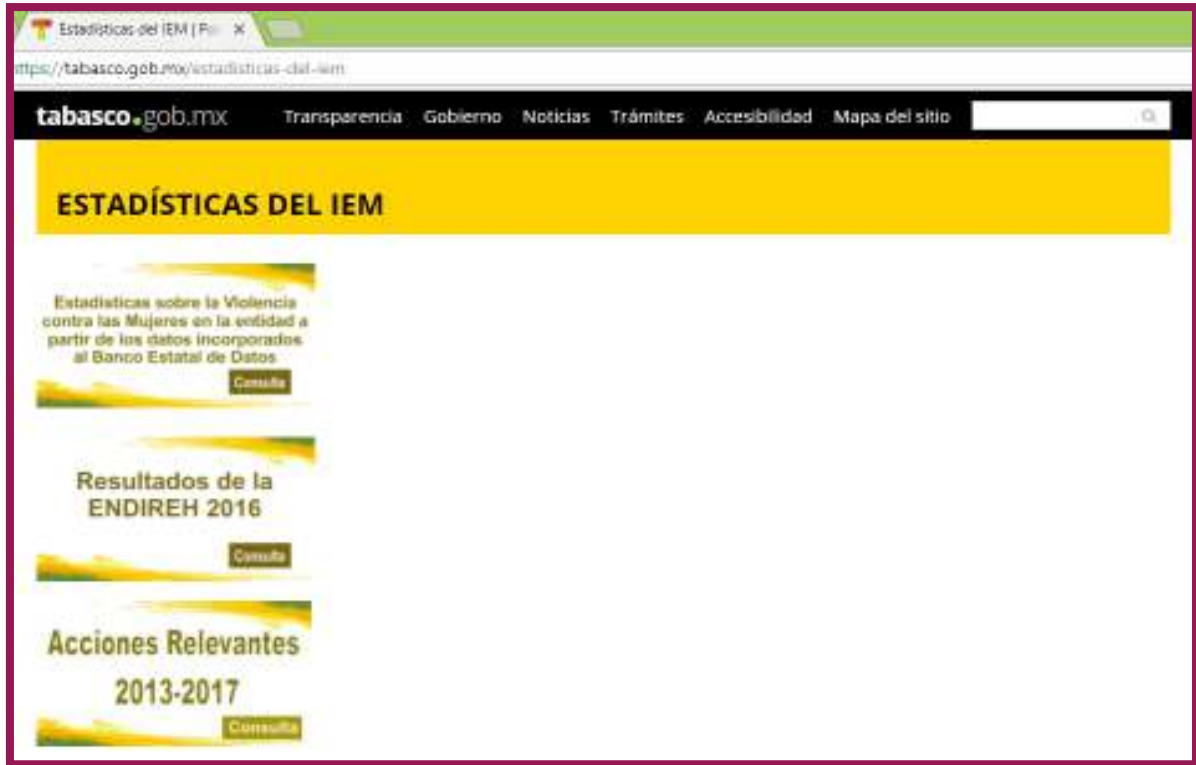 Estadísticas del IEM | Po
https://tabasco.gob.mx/estadisticas-del-iem
tabasco.gob.mx Transparencia Gobierno Noticias Trámites Accesibilidad Mapa del sitio
ESTADÍSTICAS DEL IEM
Estadísticas sobre la Violencia
contra las Mujeres en la entidad a
partir de los datos incorporados
al Banco Estatal de Datos
Consulta
Resultados de la
ENDIREH 2016
Consulta
Acciones Relevantes
2013-2017
Consulta